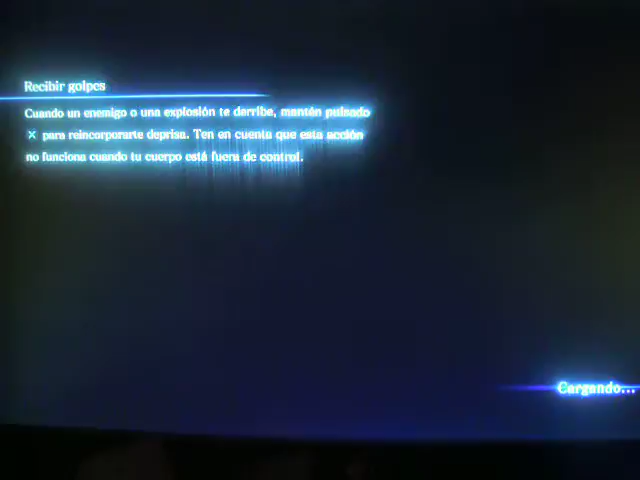 Recibir golpes
Cuando un enemigo o una explosión te derribe, mantén pulsado
× para reincorporarte deprisa. Ten en cuenta que esta acción
no funciona cuando tu cuerpo está fuera de control.
Cargando...